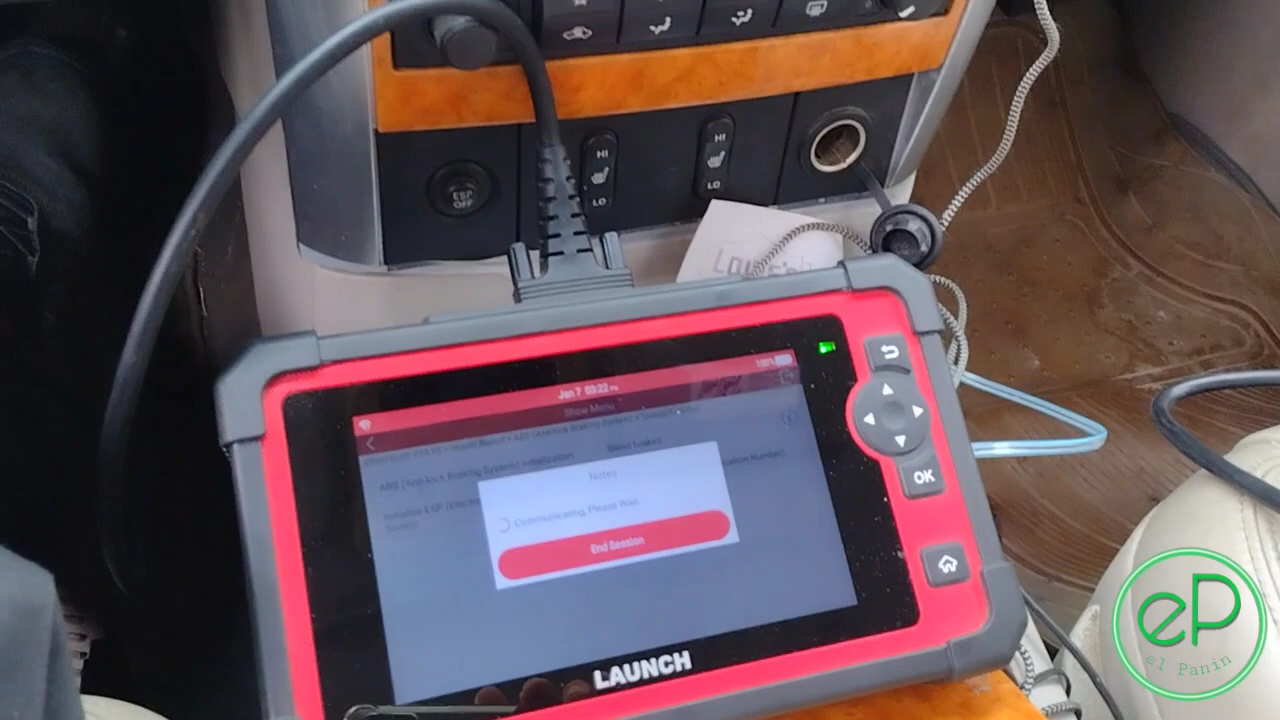 HI
HI
LO
LO
ESP
OFF
100%
Jan 7 03:22 PM
Show Menu
ABS (Anti-lock Braking System) Initialization
Bleed brakes
Initialize ESP
Notes
Communicating, Please Wait
End Session
OK
LAUNCH
eP
el Panin